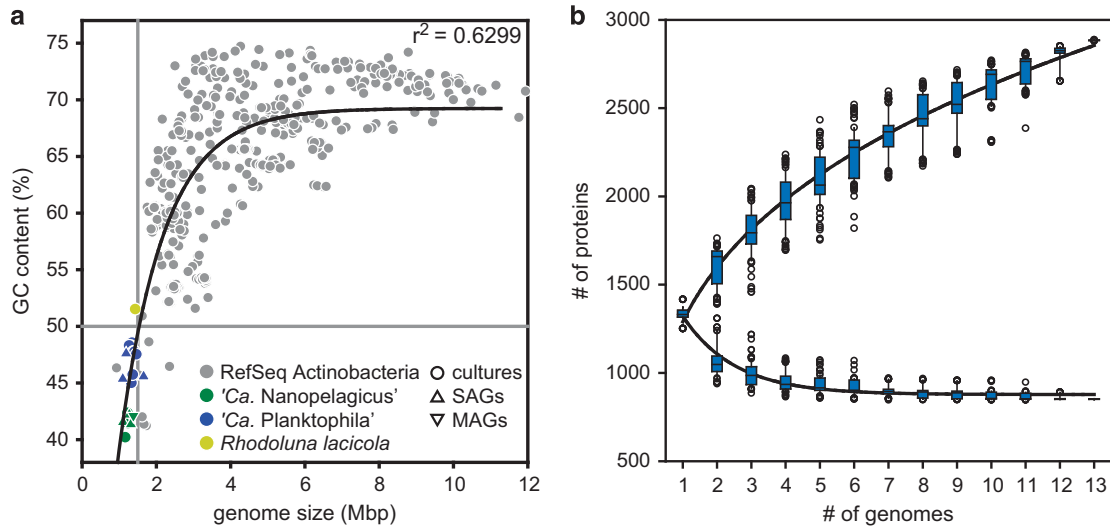 a
r² = 0.6299
75
70
65
60
55
50
45
40
GC content (%)
RefSeq Actinobacteria
'Ca. Nanopelagicus'
'Ca. Planktophila'
Rhodoluna lacicola
cultures
SAGs
MAGs
0 2 4 6 8 10 12
genome size (Mbp)
b
3000
2500
2000
1500
1000
500
# of proteins
1 2 3 4 5 6 7 8 9 10 11 12 13
# of genomes